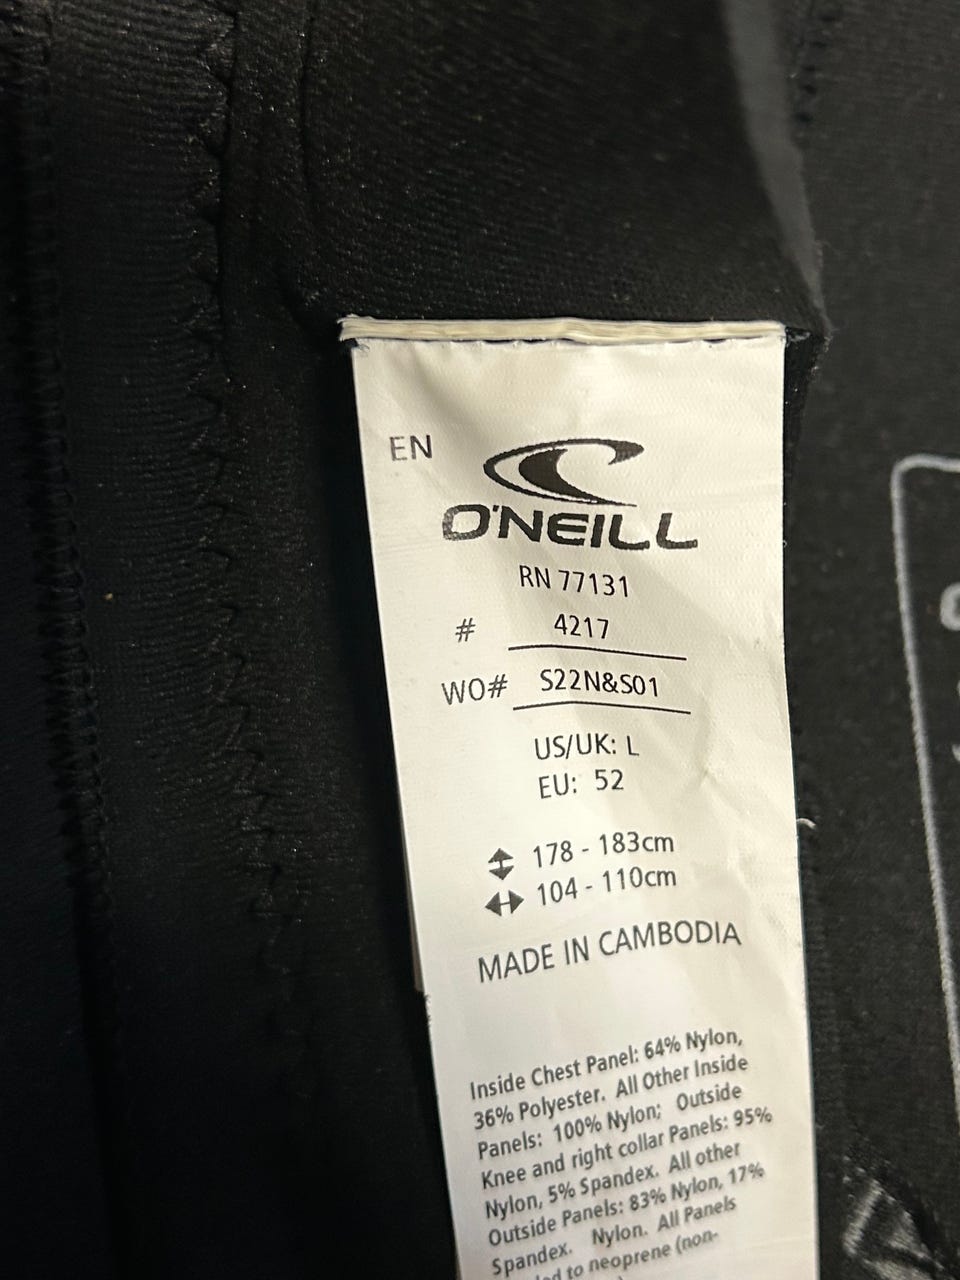 EN
O'NEILL
RN 77131
# 4217
WO# S22N&S01
US/UK: L
EU: 52
178 - 183cm
104 - 110cm
MADE IN CAMBODIA
Inside Chest Panel: 64% Nylon,
36% Polyester. All Other Inside
Panels: 100% Nylon; Outside
Knee and right collar Panels: 95%
Nylon, 5% Spandex. All other
Outside Panels: 83% Nylon, 17%
Spandex. Nylon. All Panels
to neoprene (non-